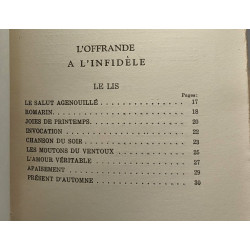 L'OFFRANDE
A L'INFIDÈLE
LE LIS
Pages:
LE SALUT AGENOUILLÉ . . . . . . . . . . 17
ROMARIN. . . . . . . . . . . . . . . . 18
JOIES DE PRINTEMPS. . . . . . . . . . . 20
INVOCATION . . . . . . . . . . . . . . 22
CHANSON DU SOIR . . . . . . . . . . . . 23
LES MOUTONS DU VENTOUX . . . . . . . . 25
L'AMOUR VÉRITABLE . . . . . . . . . . . 27
APAISEMENT . . . . . . . . . . . . . . 29
PRÉSENT D'AUTOMNE . . . . . . . . . . . 30